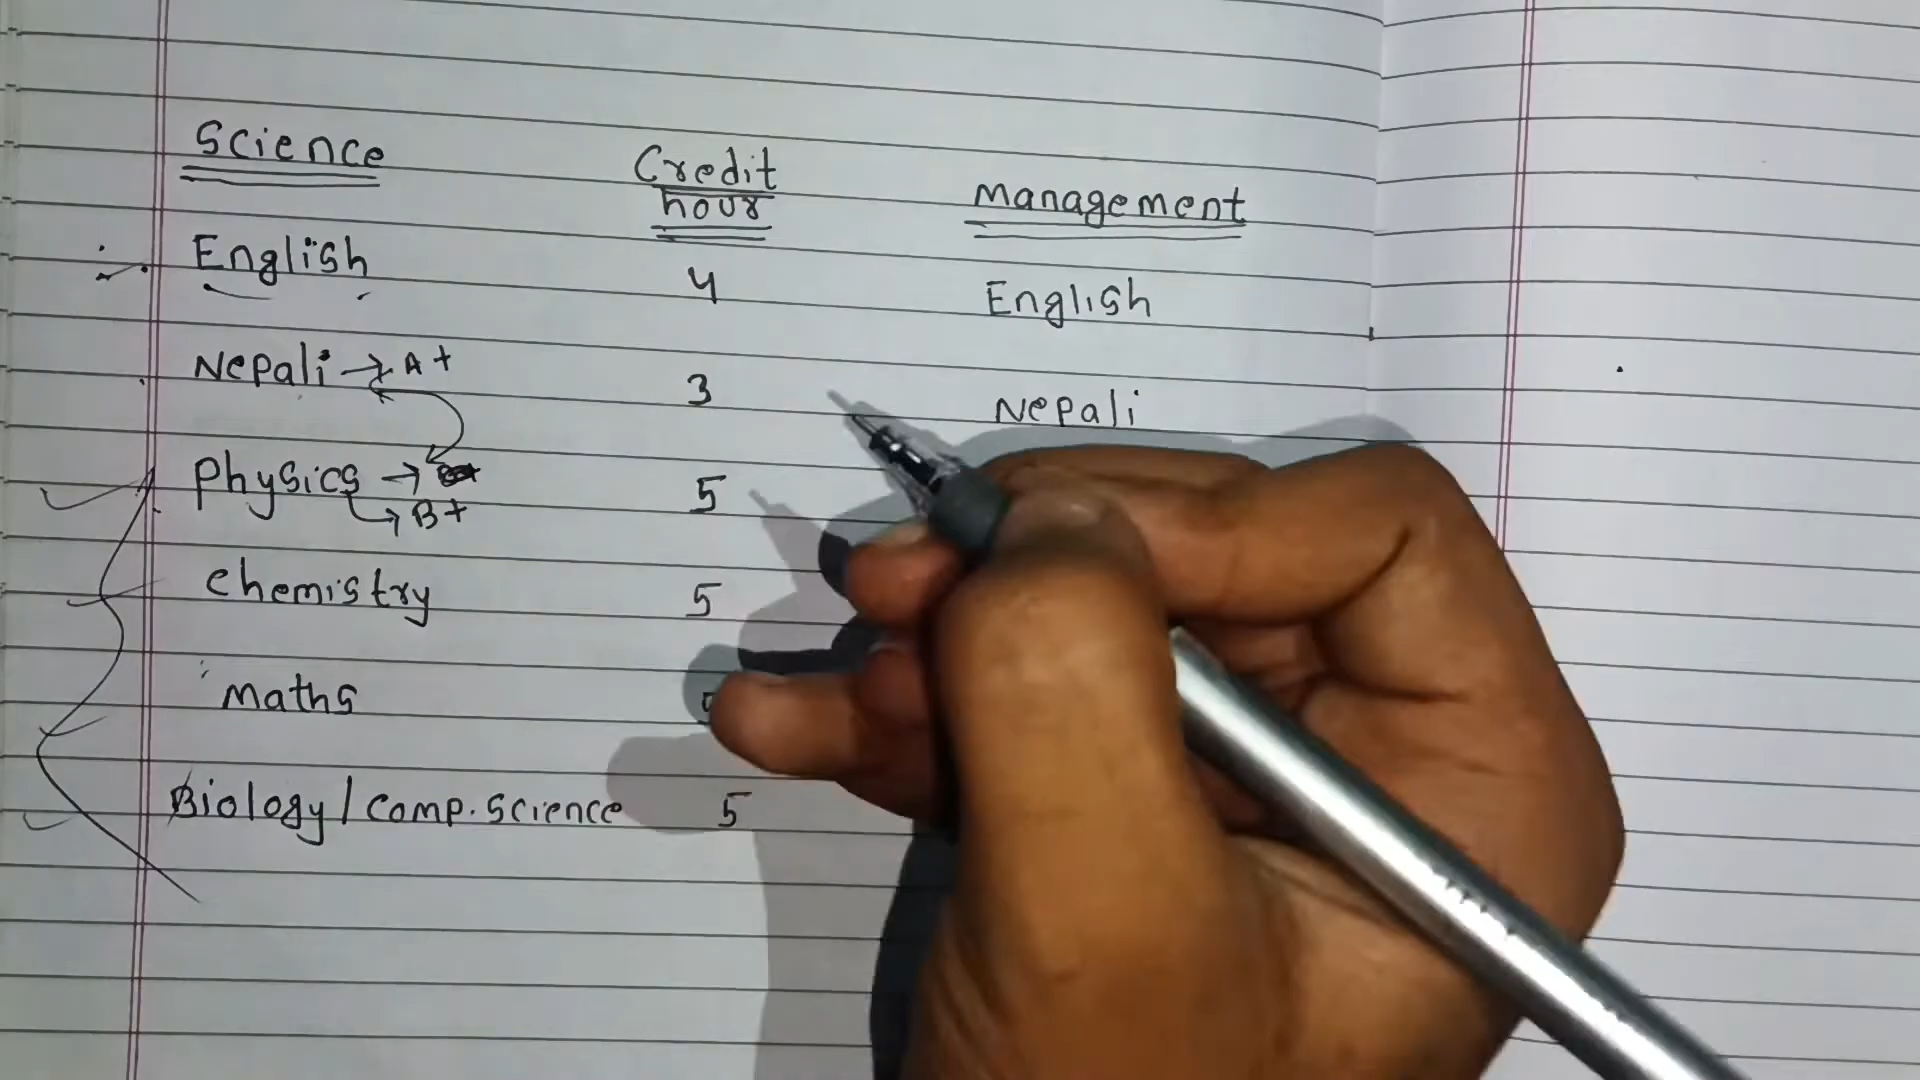 Science
Credit
hour
Management
English 4 English
Nepali → A+ 3 Nepali
Physics → 5
→ B+
Chemistry 5
Maths
Biology / Comp. Science 5